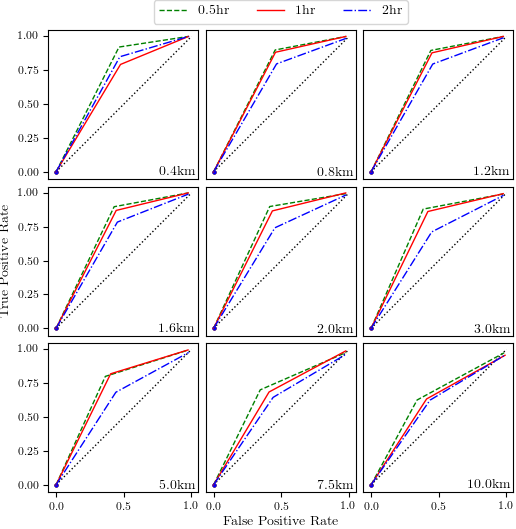 0.5hr 1hr 2hr
1.00
0.75
0.50
0.25
0.00
0.4km
0.8km
1.2km
True Positive Rate
1.00
0.75
0.50
0.25
0.00
1.6km
2.0km
3.0km
1.00
0.75
0.50
0.25
0.00
5.0km
7.5km
10.0km
0.0 0.5 1.0
0.0 0.5 1.0
0.0 0.5 1.0
False Positive Rate